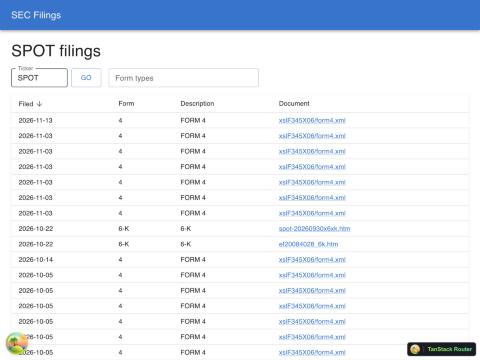 SEC Filings
SPOT filings
Ticker
SPOT
GO
Form types
Filed ↓ Form Description Document
2026-11-13 4 FORM 4 xslF345X06/form4.xml
2026-11-03 4 FORM 4 xslF345X06/form4.xml
2026-11-03 4 FORM 4 xslF345X06/form4.xml
2026-11-03 4 FORM 4 xslF345X06/form4.xml
2026-11-03 4 FORM 4 xslF345X06/form4.xml
2026-11-03 4 FORM 4 xslF345X06/form4.xml
2026-11-03 4 FORM 4 xslF345X06/form4.xml
2026-10-22 6-K 6-K spot-20260930x6xk.htm
2026-10-22 6-K 6-K ef20084028_6k.htm
2026-10-14 4 FORM 4 xslF345X06/form4.xml
2026-10-05 4 FORM 4 xslF345X06/form4.xml
2026-10-05 4 FORM 4 xslF345X06/form4.xml
2026-10-05 4 FORM 4 xslF345X06/form4.xml
2026-10-05 4 FORM 4 xslF345X06/form4.xml
2026-10-05 4 FORM 4 xslF345X06/form4.xml
2026-10-05 4 FORM 4 xslF345X06/form4.xml
TanStack Router